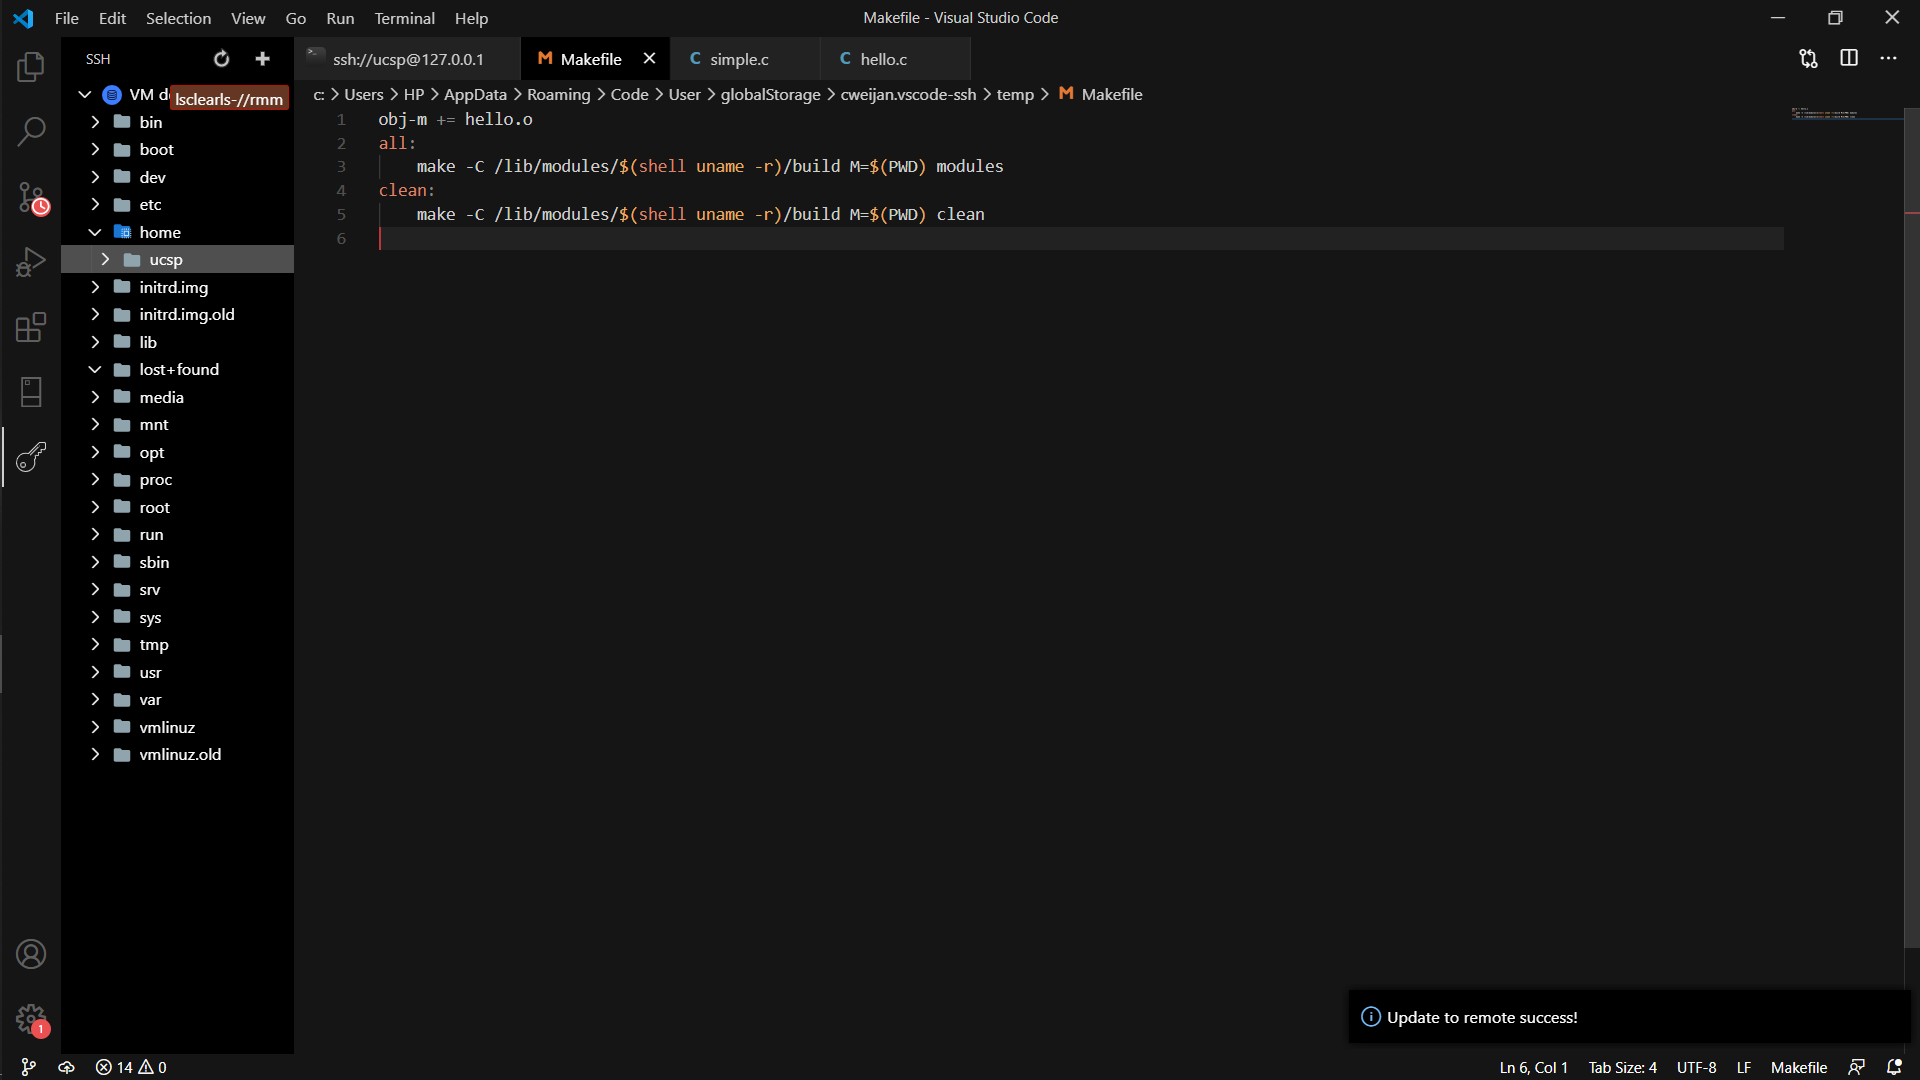 File Edit Selection View Go Run Terminal Help
Makefile - Visual Studio Code
SSH
ssh://ucsp@127.0.0.1
M Makefile
C simple.c
C hello.c
VM d
lsclearls-//rmm
c: > Users > HP > AppData > Roaming > Code > User > globalStorage > cweijan.vscode-ssh > temp > M Makefile
bin
boot
dev
etc
home
ucsp
initrd.img
initrd.img.old
lib
lost+found
media
mnt
opt
proc
root
run
sbin
srv
sys
tmp
usr
var
vmlinuz
vmlinuz.old
1 obj-m += hello.o
2 all:
3 make -C /lib/modules/$(shell uname -r)/build M=$(PWD) modules
4 clean:
5 make -C /lib/modules/$(shell uname -r)/build M=$(PWD) clean
6
1
Update to remote success!
14 0
Ln 6, Col 1 Tab Size: 4 UTF-8 LF Makefile